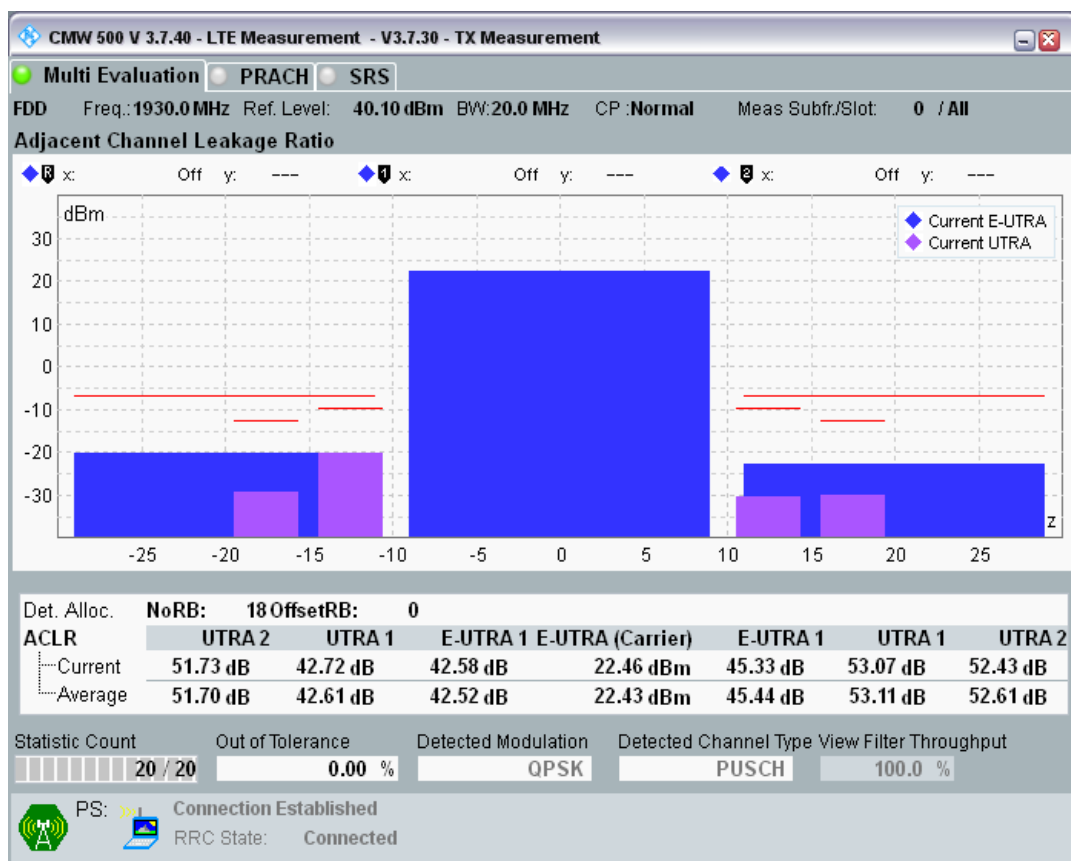 CMW 500 V 3.7.40 - LTE Measurement - V3.7.30 - TX Measurement
Multi Evaluation PRACH SRS
FDD Freq.: 1930.0 MHz Ref. Level: 40.10 dBm BW: 20.0 MHz CP :Normal Meas Subfr./Slot: 0 / All
Adjacent Channel Leakage Ratio
R x: Off y: --- 1 x: Off y: --- 2 x: Off y: ---
dBm
Current E-UTRA
Current UTRA
30
20
10
0
-10
-20
-30
z
-25 -20 -15 -10 -5 0 5 10 15 20 25
Det. Alloc. NoRB: 18 OffsetRB: 0
ACLR UTRA 2 UTRA 1 E-UTRA 1 E-UTRA (Carrier) E-UTRA 1 UTRA 1 UTRA 2
Current 51.73 dB 42.72 dB 42.58 dB 22.46 dBm 45.33 dB 53.07 dB 52.43 dB
Average 51.70 dB 42.61 dB 42.52 dB 22.43 dBm 45.44 dB 53.11 dB 52.61 dB
Statistic Count Out of Tolerance Detected Modulation Detected Channel Type View Filter Throughput
20 / 20 0.00 % QPSK PUSCH 100.0 %
PS: Connection Established
RRC State: Connected